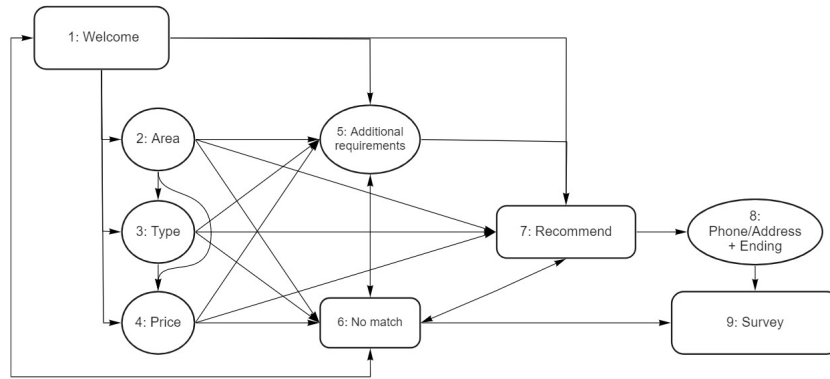 1: Welcome
2: Area
5: Additional
requirements
3: Type
7: Recommend
8:
Phone/Address
+ Ending
4: Price
6: No match
9: Survey